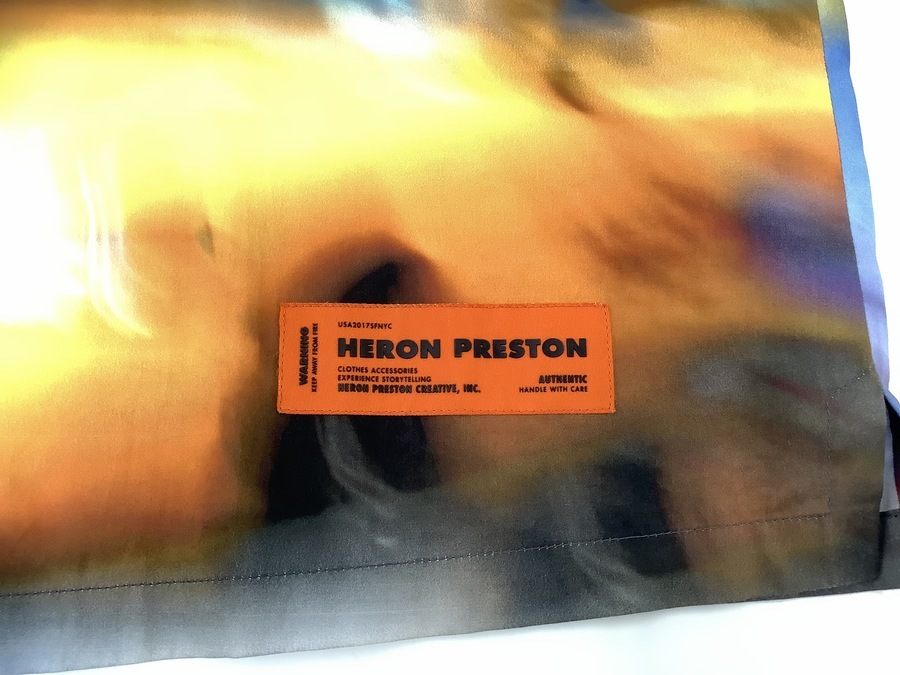 WARNING
KEEP AWAY FROM FIRE
USA2017SFNYC
HERON PRESTON
CLOTHES ACCESSORIES
EXPERIENCE STORYTELLING
HERON PRESTON CREATIVE, INC.
AUTHENTIC
HANDLE WITH CARE